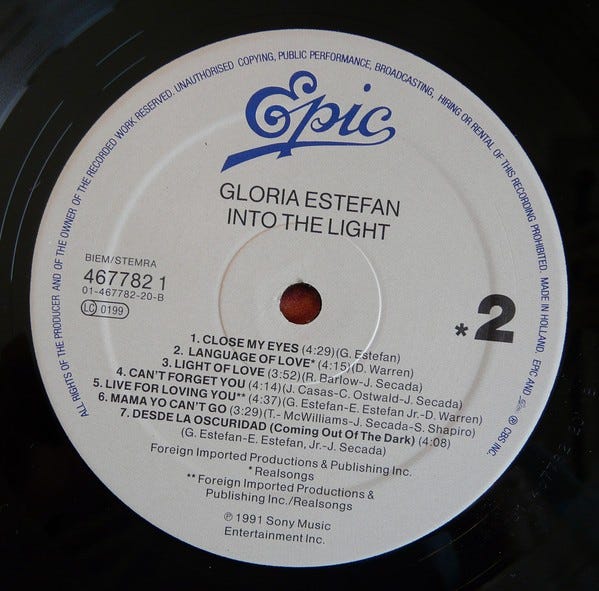 ALL RIGHTS OF THE PRODUCER AND OF THE OWNER OF THE RECORDED WORK RESERVED. UNAUTHORISED COPYING, PUBLIC PERFORMANCE, BROADCASTING, HIRING OR RENTAL OF THIS RECORDING PROHIBITED. MADE IN HOLLAND. EPIC AND
® CBS INC.
Epic
GLORIA ESTEFAN
INTO THE LIGHT
BIEM/STEMRA
467782 1
01-467782-20-B
LC 0199
*2
1. CLOSE MY EYES (4:29)(G. Estefan)
2. LANGUAGE OF LOVE* (4:15)(D. Warren)
3. LIGHT OF LOVE (3:52)(R. Barlow-J. Secada)
4. CAN'T FORGET YOU (4:14)(J. Casas-C. Ostwald-J. Secada)
5. LIVE FOR LOVING YOU** (4:37)(G. Estefan-E. Estefan Jr.-D. Warren)
6. MAMA YO CAN'T GO (3:29)(T.- McWilliams-J. Secada-S. Shapiro)
7. DESDE LA OSCURIDAD (Coming Out Of The Dark) (4:08)
(G. Estefan-E. Estefan, Jr.-J. Secada)
Foreign Imported Productions & Publishing Inc.
* Realsongs
** Foreign Imported Productions &
Publishing Inc./Realsongs
℗ 1991 Sony Music
Entertainment Inc.